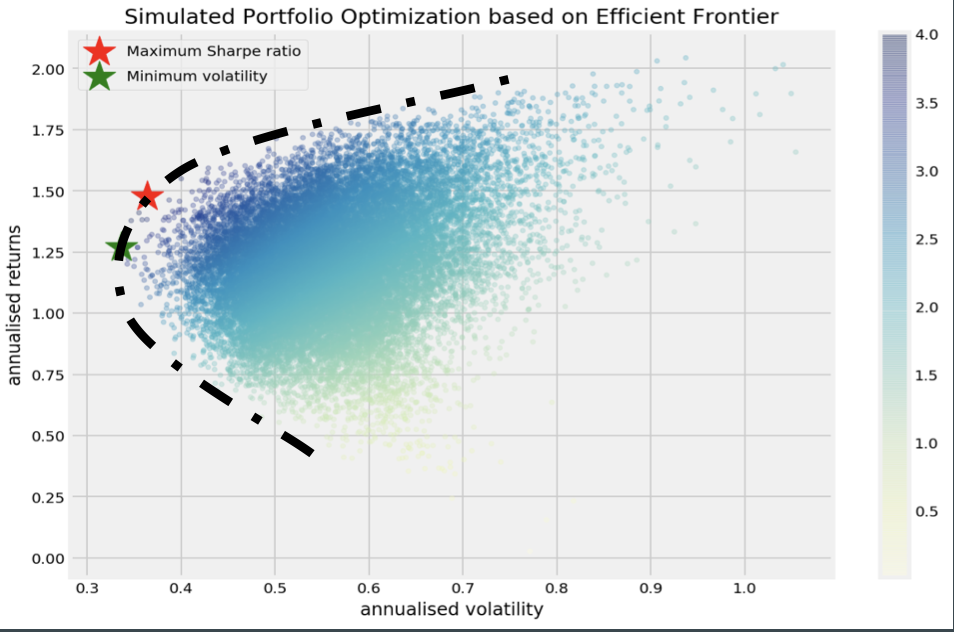 Simulated Portfolio Optimization based on Efficient Frontier
Maximum Sharpe ratio
Minimum volatility
annualised returns
2.00
1.75
1.50
1.25
1.00
0.75
0.50
0.25
0.00
0.3 0.4 0.5 0.6 0.7 0.8 0.9 1.0
annualised volatility
4.0
3.5
3.0
2.5
2.0
1.5
1.0
0.5